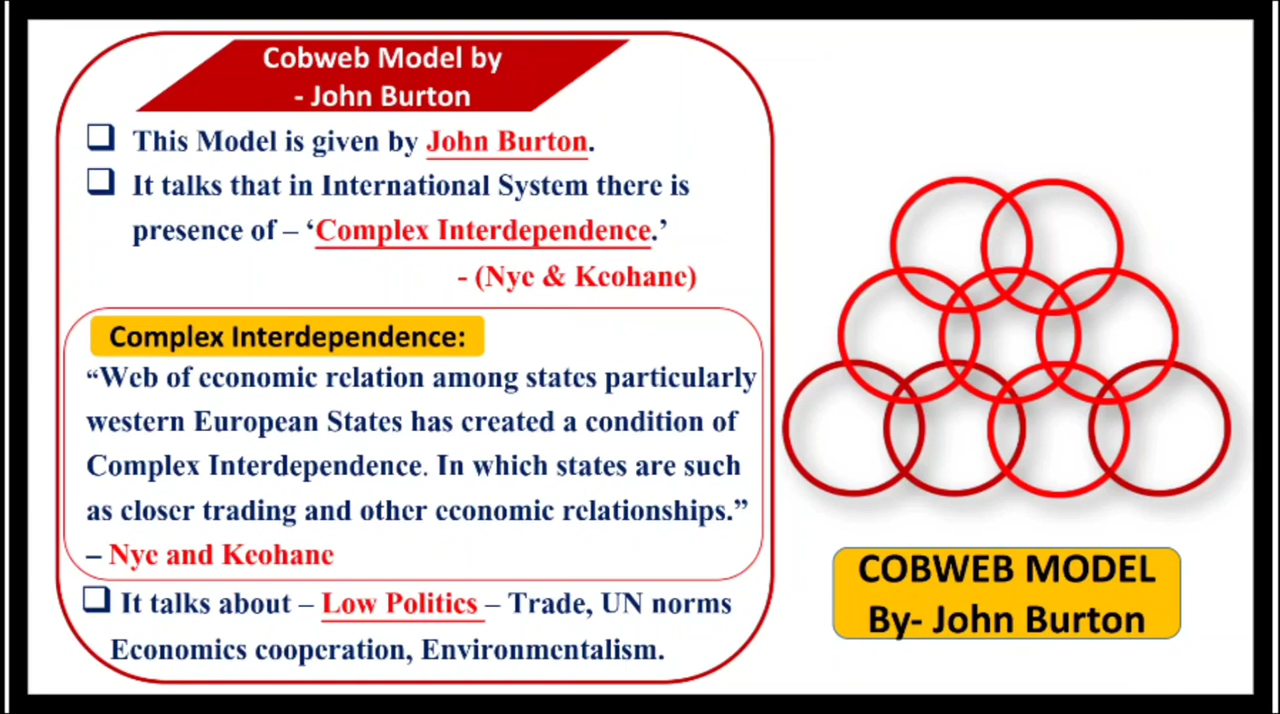 Cobweb Model by
- John Burton
❑ This Model is given by John Burton.
❑ It talks that in International System there is
presence of – ‘Complex Interdependence.’
- (Nye & Keohane)
Complex Interdependence:
“Web of economic relation among states particularly
western European States has created a condition of
Complex Interdependence. In which states are such
as closer trading and other economic relationships.”
– Nye and Keohane
❑ It talks about – Low Politics – Trade, UN norms
Economics cooperation, Environmentalism.
COBWEB MODEL
By- John Burton